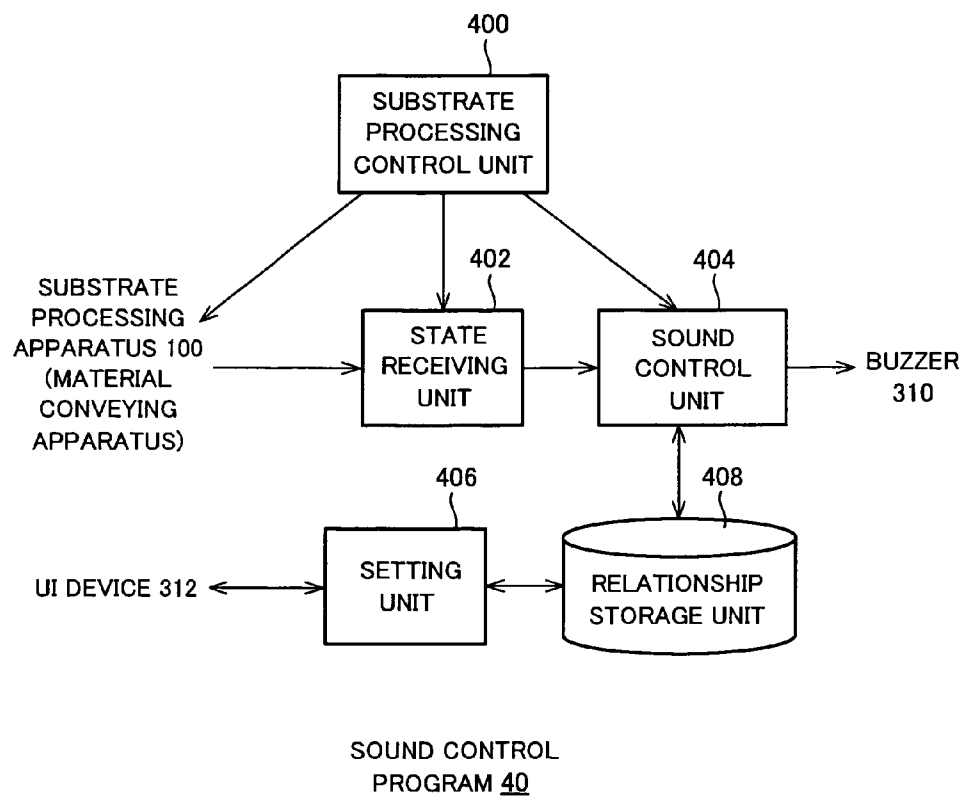 400
SUBSTRATE
PROCESSING
CONTROL UNIT
SUBSTRATE
PROCESSING
APPARATUS 100
(MATERIAL
CONVEYING
APPARATUS)
402
STATE
RECEIVING
UNIT
404
SOUND
CONTROL
UNIT
BUZZER
310
406
SETTING
UNIT
408
RELATIONSHIP
STORAGE UNIT
UI DEVICE 312
SOUND CONTROL
PROGRAM 40